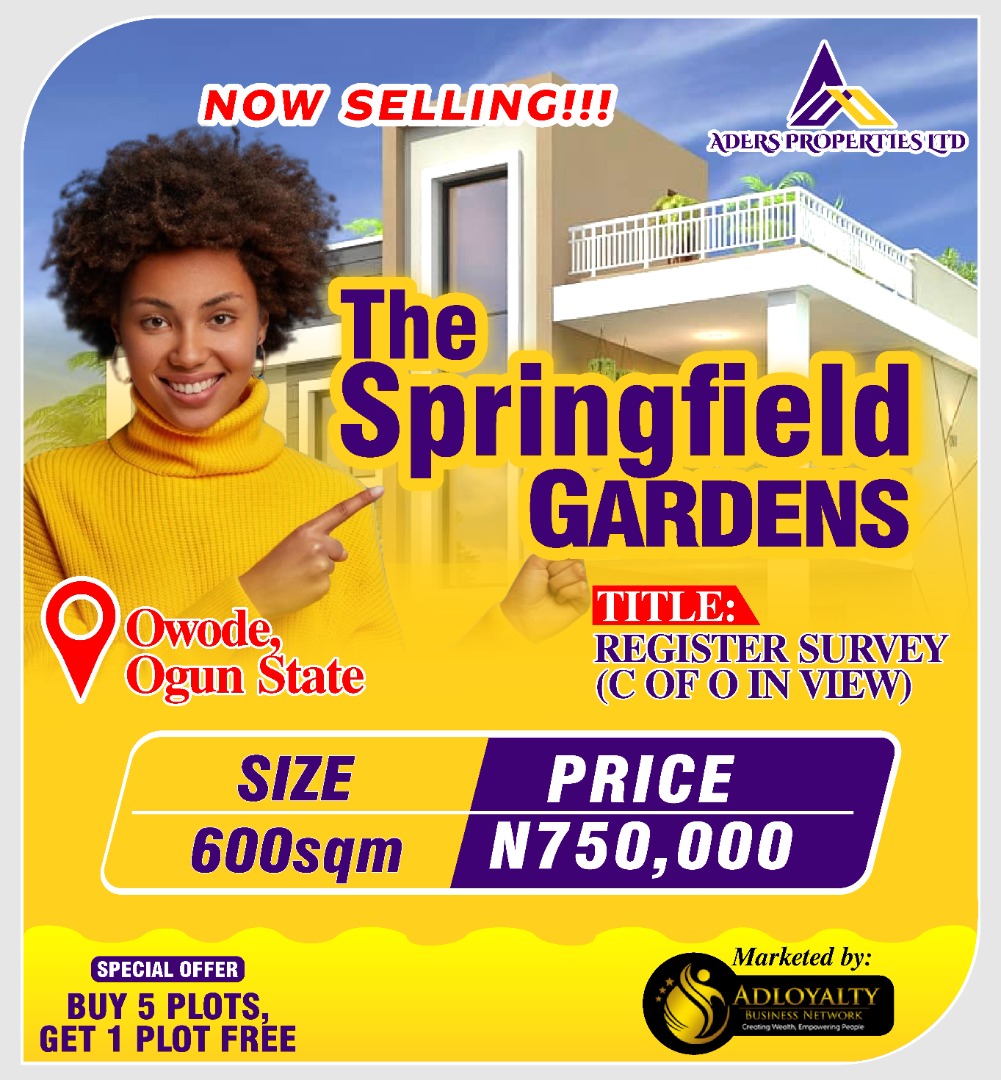 NOW SELLING!!!
ADERS PROPERTIES LTD
The
Springfield
GARDENS
Owode,
Ogun State
TITLE:
REGISTER SURVEY
(C OF O IN VIEW)
SIZE
600sqm
PRICE
N750,000
SPECIAL OFFER
BUY 5 PLOTS,
GET 1 PLOT FREE
Marketed by:
ADLOYALTY
BUSINESS NETWORK
Creating Wealth, Empowering People